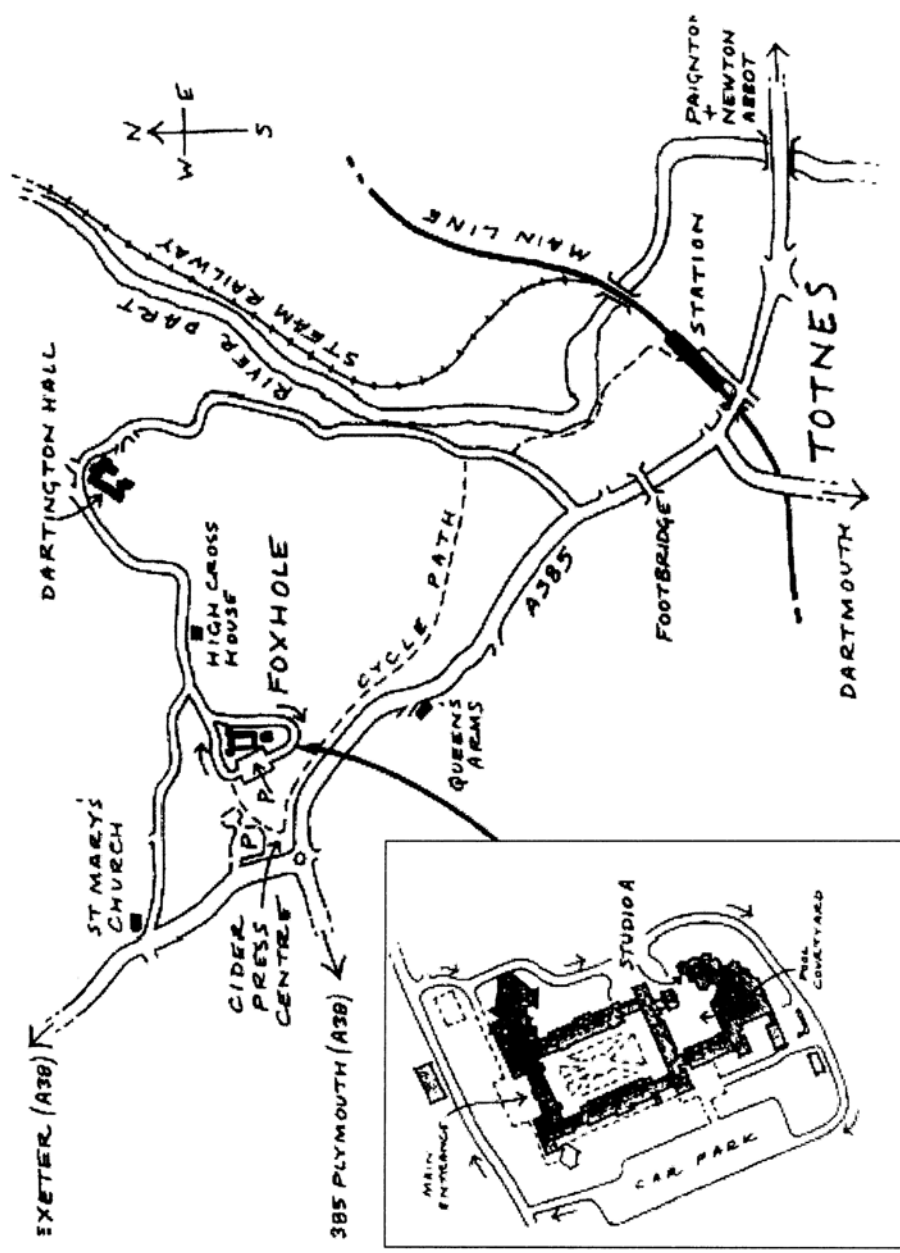 PAIGNTON
+
NEWTON
ABBOT
N
W E
S
MAIN LINE
STEAM RAILWAY
RIVER DART
STATION
TOTNES
DARTINGTON HALL
HIGH CROSS
HOUSE
FOXHOLE
CYCLE PATH
A385
FOOTBRIDGE
DARTMOUTH
QUEENS
ARMS
P
P
ST MARY'S
CHURCH
CIDER
PRESS
CENTRE
EXETER (A38)
385 PLYMOUTH (A38)
STUDIO A
POOL
COURTYARD
MAIN
ENTRANCE
CAR PARK